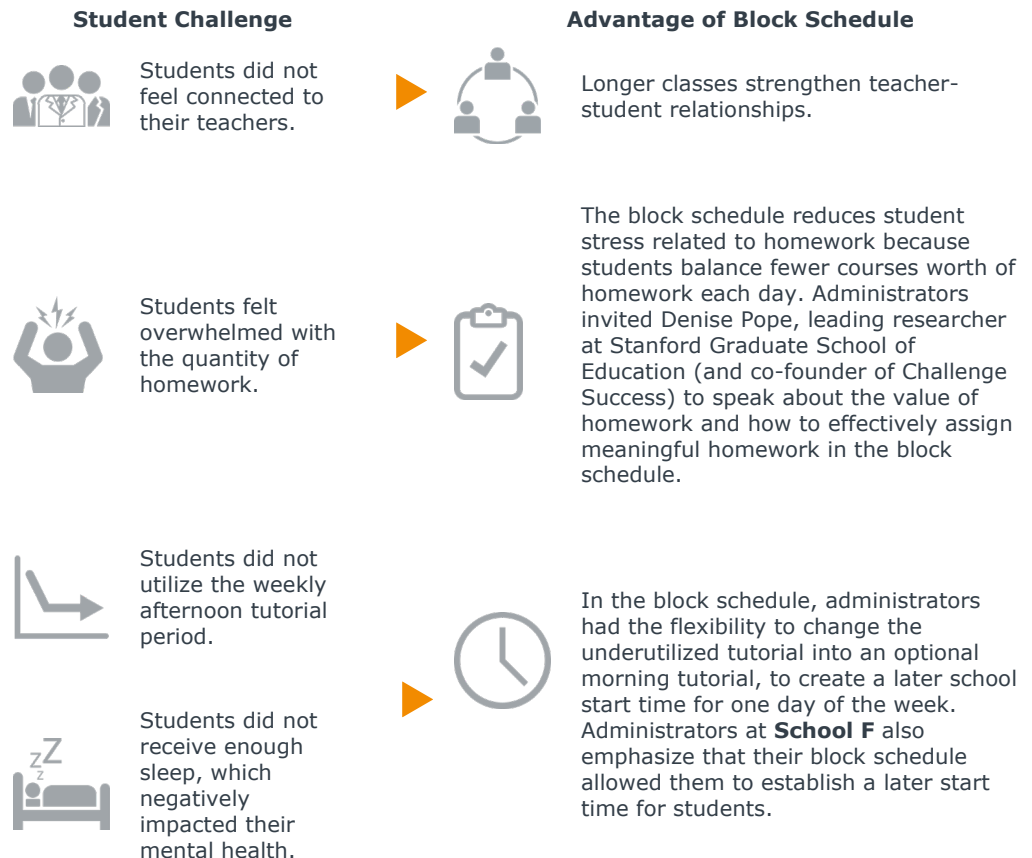 Student Challenge
Advantage of Block Schedule
Students did not
feel connected to
their teachers.
Longer classes strengthen teacher-
student relationships.
Students felt
overwhelmed with
the quantity of
homework.
The block schedule reduces student
stress related to homework because
students balance fewer courses worth of
homework each day. Administrators
invited Denise Pope, leading researcher
at Stanford Graduate School of
Education (and co-founder of Challenge
Success) to speak about the value of
homework and how to effectively assign
meaningful homework in the block
schedule.
Students did not
utilize the weekly
afternoon tutorial
period.
zZ
z
Students did not
receive enough
sleep, which
negatively
impacted their
mental health.
In the block schedule, administrators
had the flexibility to change the
underutilized tutorial into an optional
morning tutorial, to create a later school
start time for one day of the week.
Administrators at School F also
emphasize that their block schedule
allowed them to establish a later start
time for students.